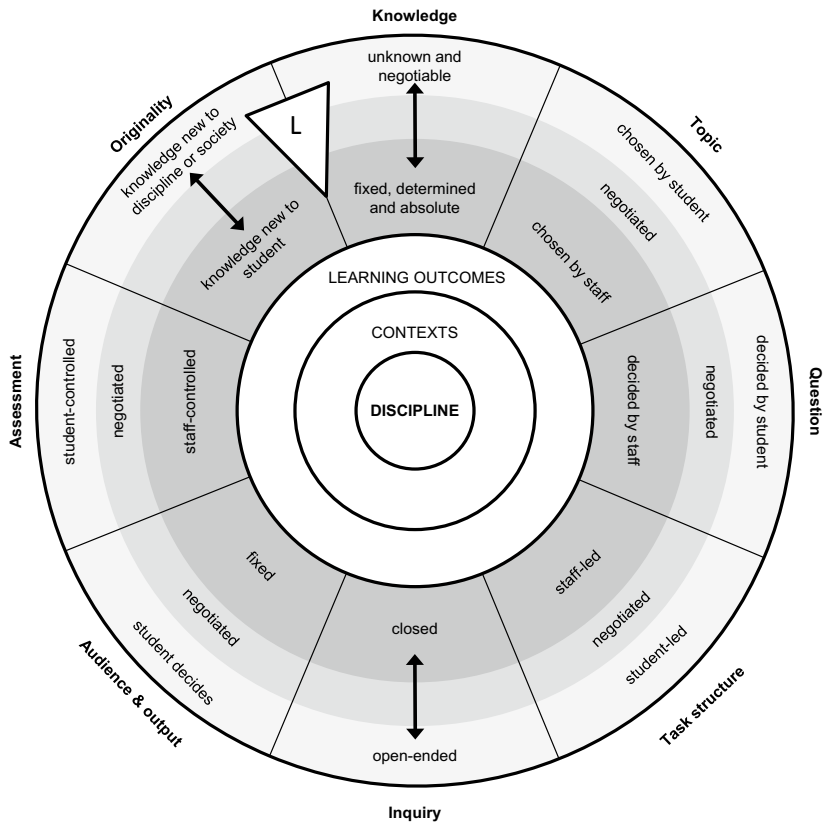 Knowledge
unknown and
negotiable
fixed, determined
and absolute
Topic
chosen by student
negotiated
chosen by staff
Question
decided by student
negotiated
decided by staff
Task structure
student-led
negotiated
staff-led
Inquiry
closed
open-ended
Audience & output
student decides
negotiated
fixed
Assessment
student-controlled
negotiated
staff-controlled
Originality
knowledge new to
discipline or society
knowledge new to
student
L
LEARNING OUTCOMES
CONTEXTS
DISCIPLINE